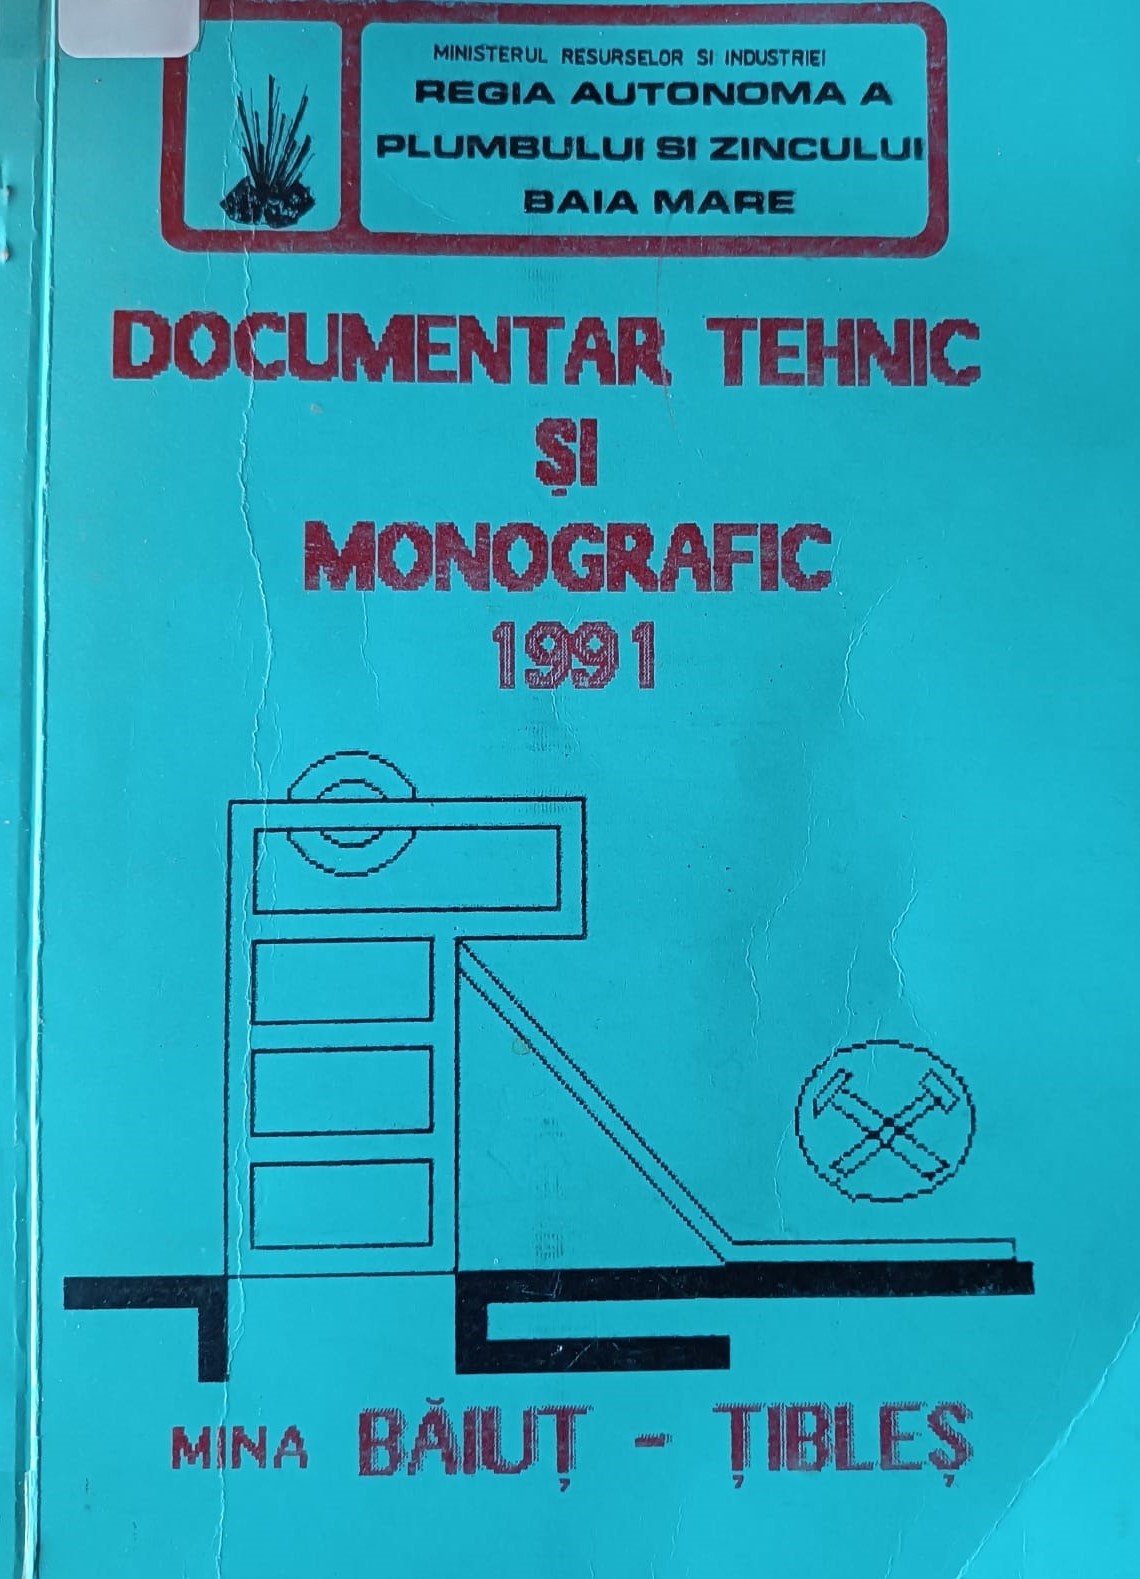 MINISTERUL RESURSELOR SI INDUSTRIEI
REGIA AUTONOMA A
PLUMBULUI SI ZINCULUI
BAIA MARE
DOCUMENTAR TEHNIC
ȘI
MONOGRAFIC
1991
MINA BĂIUȚ - ȚIBLEȘ